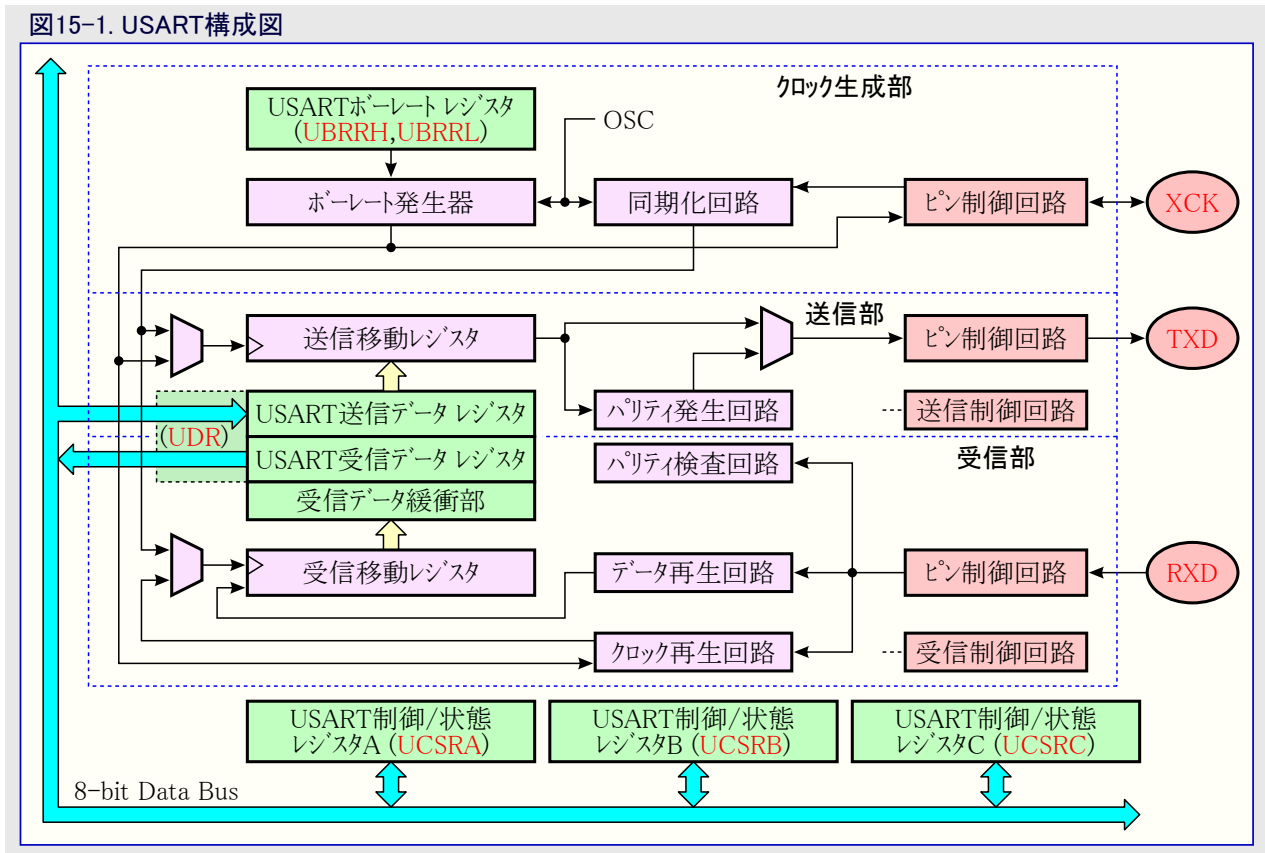 図15-1. USART構成図
クロック生成部
USARTボーレート レジスタ
(UBRRH,UBRRL)
OSC
ボーレート発生器
同期化回路
ピン制御回路
XCK
送信部
送信移動レジスタ
ピン制御回路
TXD
USART送信データ レジスタ
パリティ発生回路
送信制御回路
(UDR)
受信部
USART受信データ レジスタ
パリティ検査回路
受信データ緩衝部
受信移動レジスタ
データ再生回路
ピン制御回路
RXD
クロック再生回路
受信制御回路
USART制御/状態
レジスタA (UCSRA)
USART制御/状態
レジスタB (UCSRB)
USART制御/状態
レジスタC (UCSRC)
8-bit Data Bus